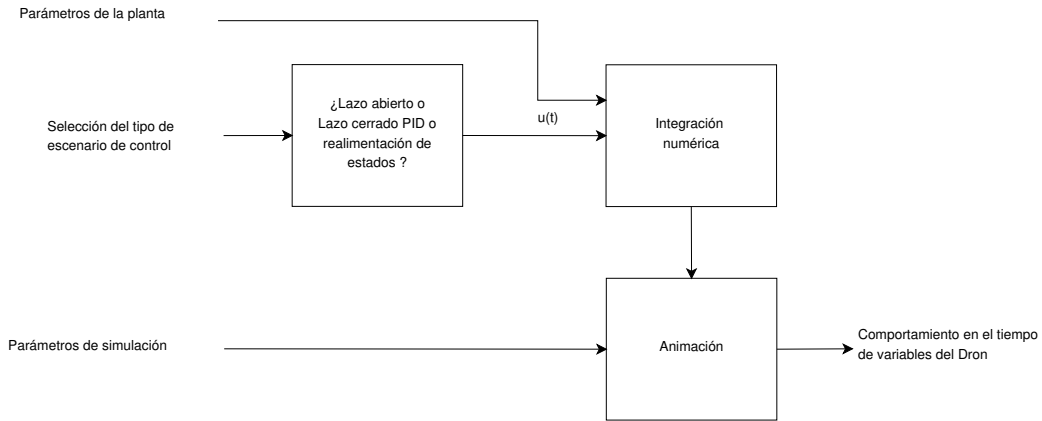 Parámetros de la planta
¿Lazo abierto o
Lazo cerrado PID o
realimentación de
estados ?
Selección del tipo de
escenario de control
u(t)
Integración
numérica
Parámetros de simulación
Animación
Comportamiento en el tiempo
de variables del Dron